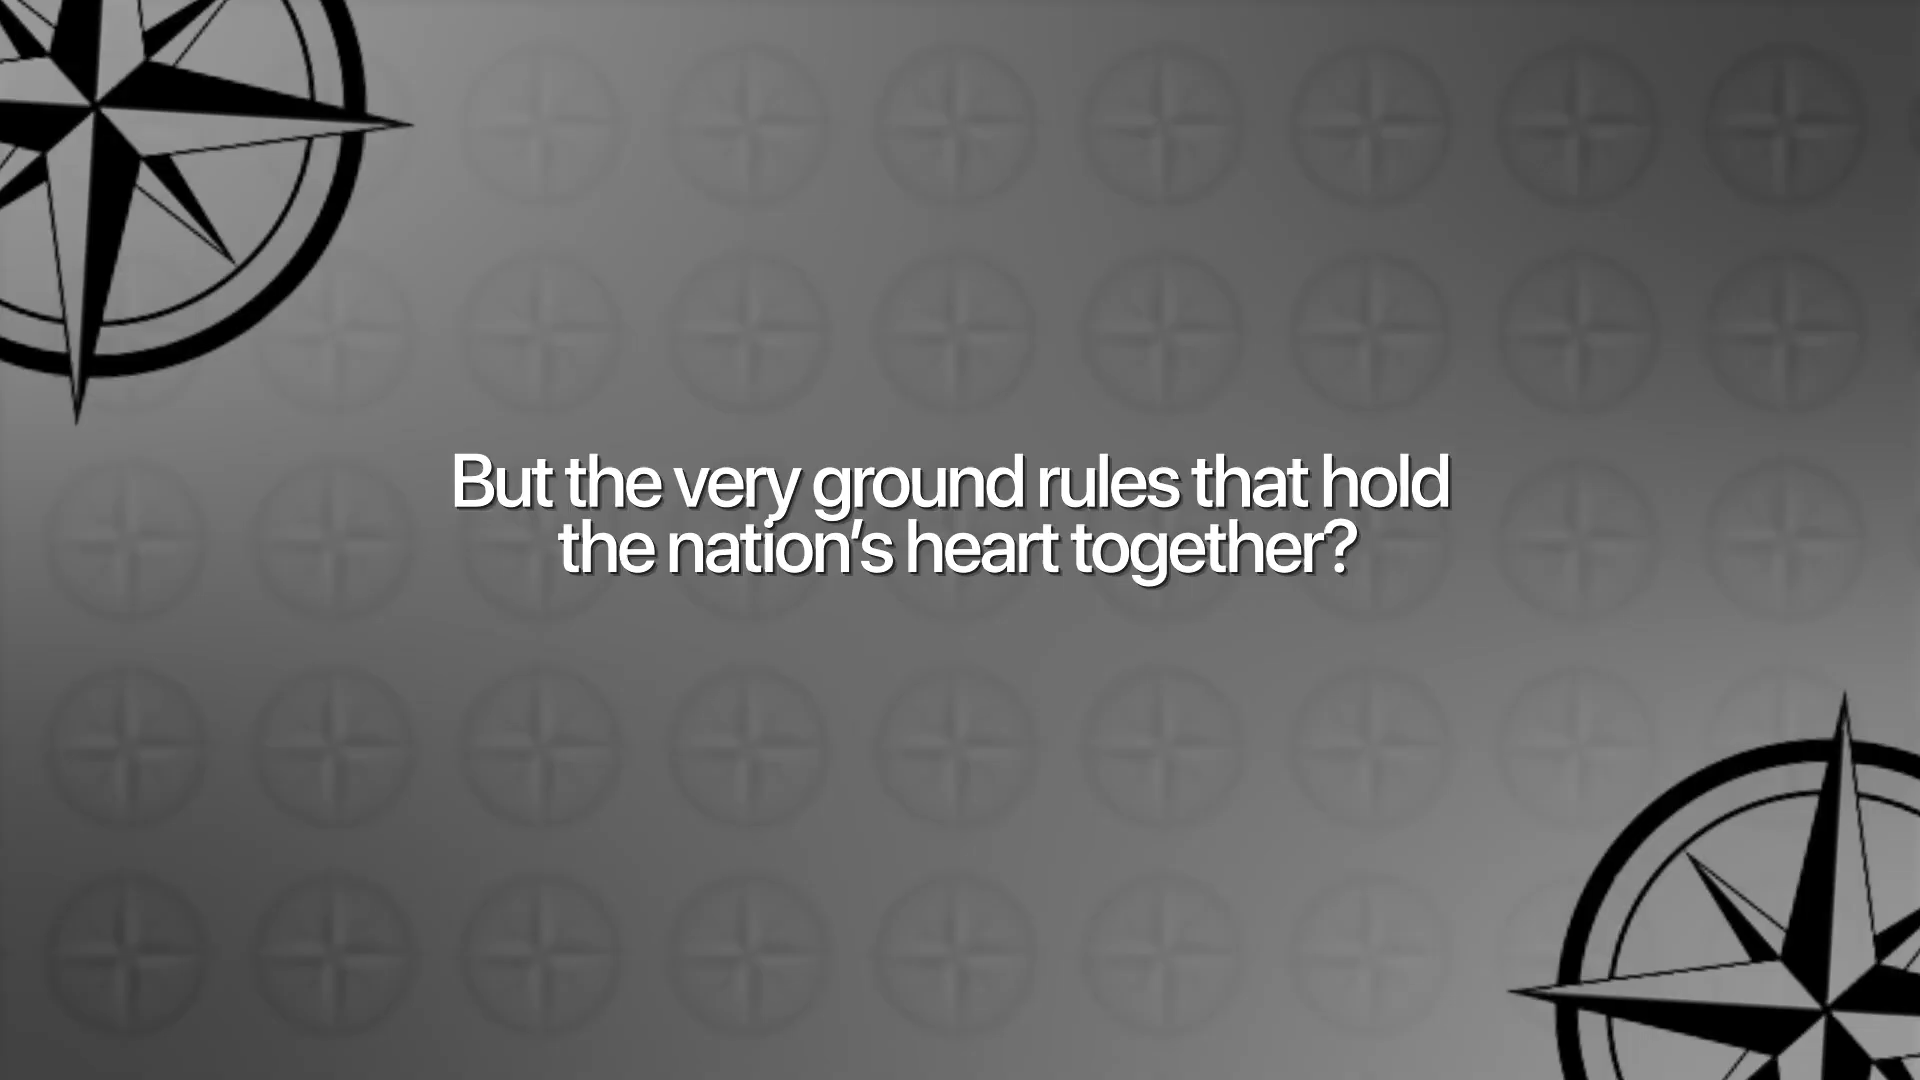 But the very ground rules that hold
the nation’s heart together?